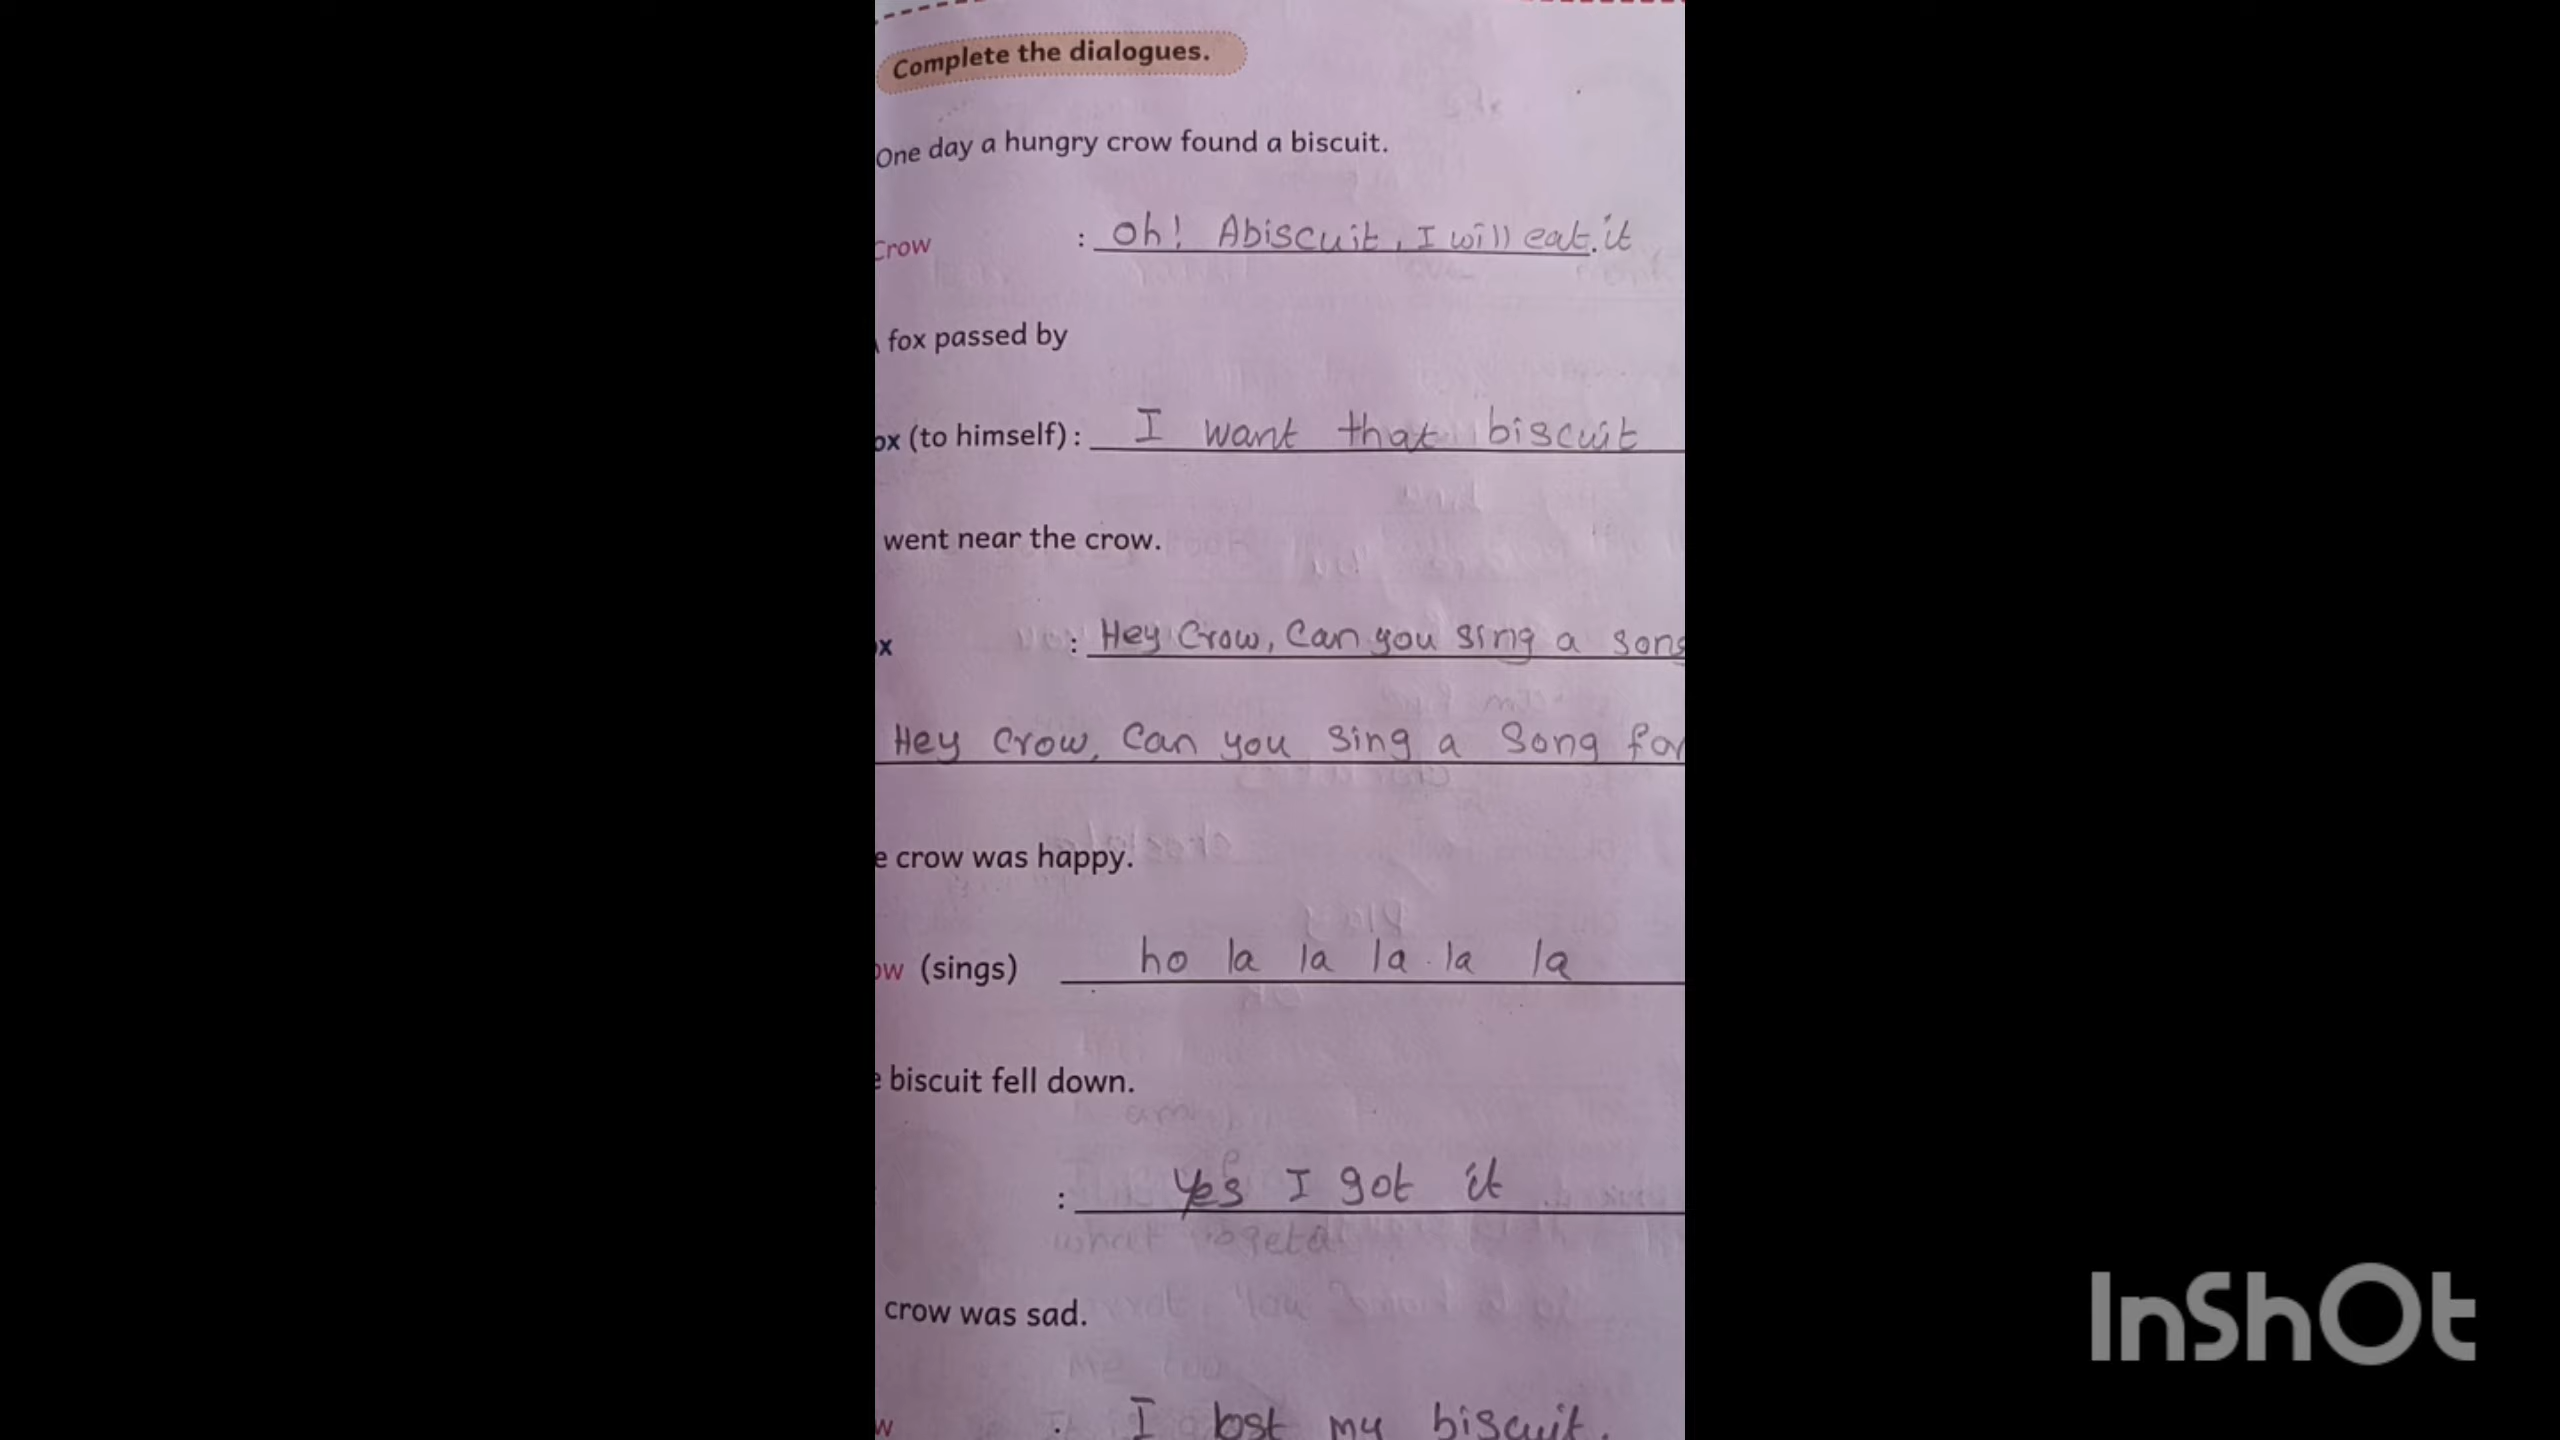 Complete the dialogues.
One day a hungry crow found a biscuit.
Crow : oh! Abiscuit, I will eat.it
fox passed by
ox (to himself) : I want that biscuit
went near the crow.
ox : Hey Crow, Can you sing a song
Hey Crow, Can you Sing a Song for
e crow was happy.
ow (sings) ho la la la la la
e biscuit fell down.
: Yes I got it
crow was sad.
w : I lost my biscuit.
InShOt